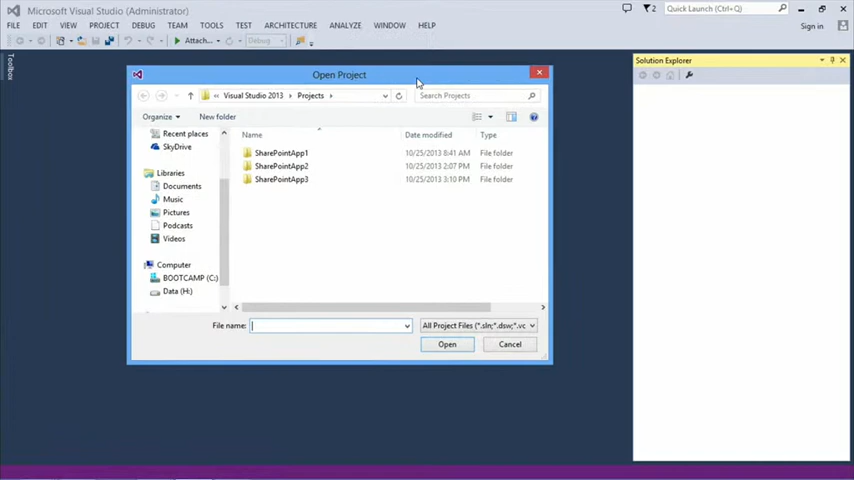 Microsoft Visual Studio (Administrator)
2
Quick Launch (Ctrl+Q)
FILE EDIT VIEW PROJECT DEBUG TEAM TOOLS TEST ARCHITECTURE ANALYZE WINDOW HELP
Sign in
Attach...
Debug
Toolbox
Solution Explorer
Open Project
Visual Studio 2013
Projects
Search Projects
Organize
New folder
Name
Date modified
Type
Recent places
SkyDrive
Libraries
Documents
Music
Pictures
Podcasts
Videos
Computer
BOOTCAMP (C:)
Data (H:)
SharePointApp1 10/25/2013 8:41 AM File folder
SharePointApp2 10/25/2013 2:07 PM File folder
SharePointApp3 10/25/2013 3:10 PM File folder
File name:
All Project Files (*.sln;*.dsw;*.vc
Open
Cancel